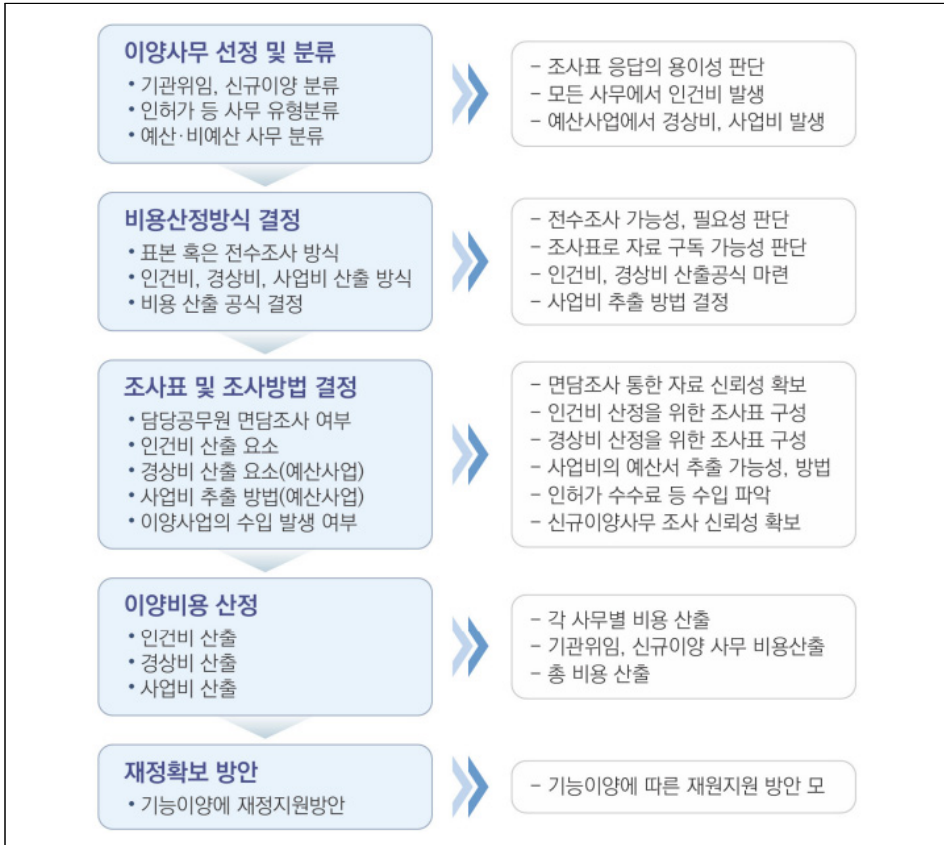 이양사무 선정 및 분류
• 기관위임, 신규이양 분류
• 인허가 등 사무 유형분류
• 예산·비예산 사무 분류
– 조사표 응답의 용이성 판단
– 모든 사무에서 인건비 발생
– 예산사업에서 경상비, 사업비 발생
비용산정방식 결정
• 표본 혹은 전수조사 방식
• 인건비, 경상비, 사업비 산출 방식
• 비용 산출 공식 결정
– 전수조사 가능성, 필요성 판단
– 조사표로 자료 구독 가능성 판단
– 인건비, 경상비 산출공식 마련
– 사업비 추출 방법 결정
조사표 및 조사방법 결정
• 담당공무원 면담조사 여부
• 인건비 산출 요소
• 경상비 산출 요소(예산사업)
• 사업비 추출 방법(예산사업)
• 이양사업의 수입 발생 여부
– 면담조사 통한 자료 신뢰성 확보
– 인건비 산정을 위한 조사표 구성
– 경상비 산정을 위한 조사표 구성
– 사업비의 예산서 추출 가능성, 방법
– 인허가 수수료 등 수입 파악
– 신규이양사무 조사 신뢰성 확보
이양비용 산정
• 인건비 산출
• 경상비 산출
• 사업비 산출
– 각 사무별 비용 산출
– 기관위임, 신규이양 사무 비용산출
– 총 비용 산출
재정확보 방안
• 기능이양에 재정지원방안
– 기능이양에 따른 재원지원 방안 모